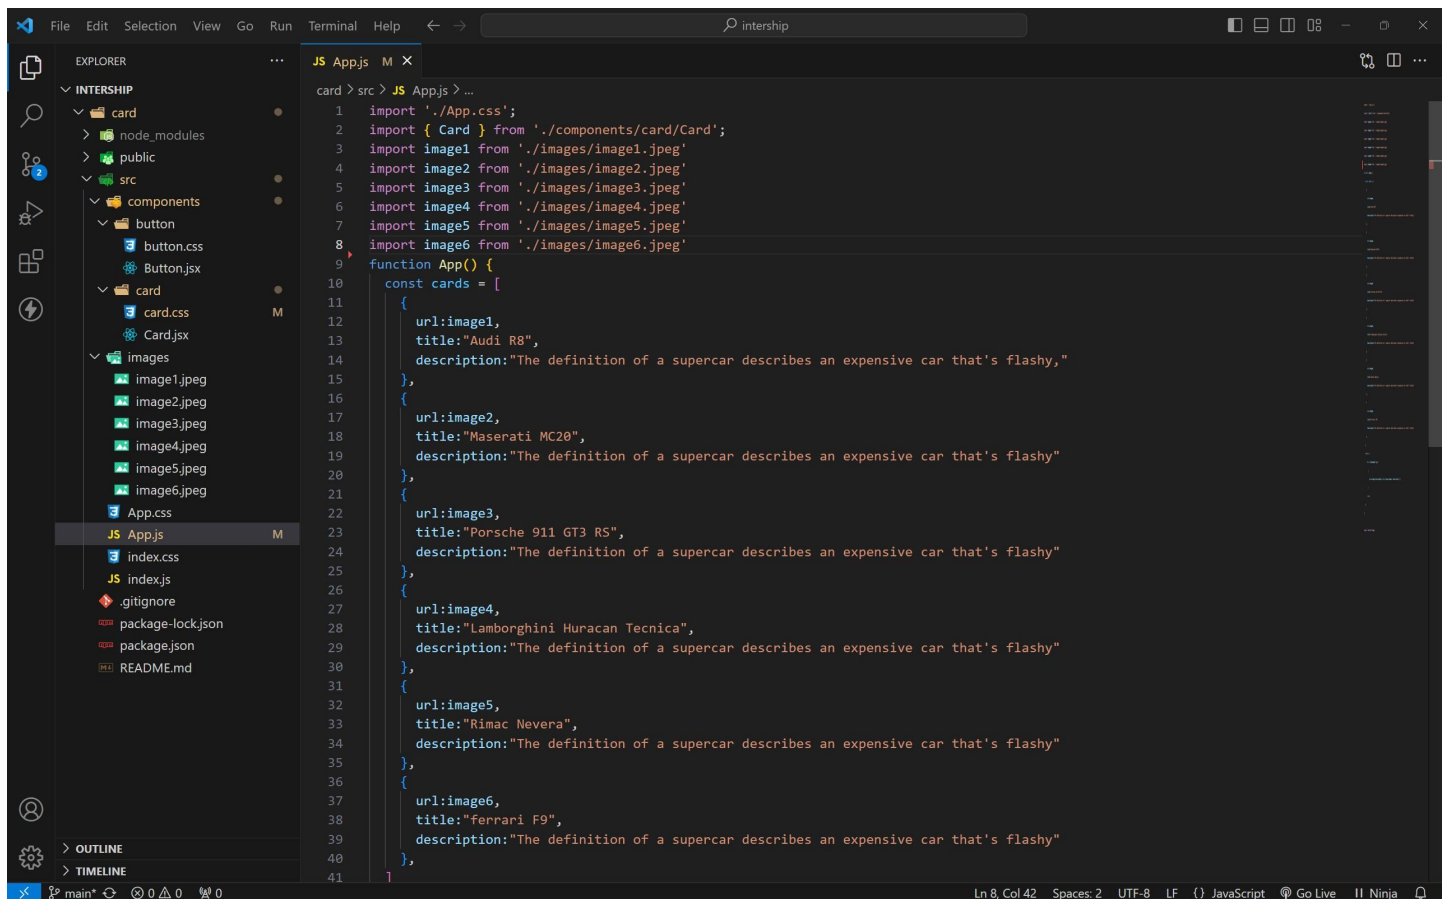 File Edit Selection View Go Run Terminal Help
intership
EXPLORER
INTERSHIP
card
node_modules
public
src
components
button
button.css
Button.jsx
card
card.css M
Card.jsx
images
image1.jpeg
image2.jpeg
image3.jpeg
image4.jpeg
image5.jpeg
image6.jpeg
App.css
JS App.js M
index.css
JS index.js
.gitignore
package-lock.json
package.json
README.md
OUTLINE
TIMELINE
2
JS App.js M
card > src > JS App.js > ...
1 import './App.css';
2 import { Card } from './components/card/Card';
3 import image1 from './images/image1.jpeg'
4 import image2 from './images/image2.jpeg'
5 import image3 from './images/image3.jpeg'
6 import image4 from './images/image4.jpeg'
7 import image5 from './images/image5.jpeg'
8 import image6 from './images/image6.jpeg'
9 function App() {
10 const cards = [
11 {
12 url:image1,
13 title:"Audi R8",
14 description:"The definition of a supercar describes an expensive car that's flashy,"
15 },
16 {
17 url:image2,
18 title:"Maserati MC20",
19 description:"The definition of a supercar describes an expensive car that's flashy"
20 },
21 {
22 url:image3,
23 title:"Porsche 911 GT3 RS",
24 description:"The definition of a supercar describes an expensive car that's flashy"
25 },
26 {
27 url:image4,
28 title:"Lamborghini Huracan Tecnica",
29 description:"The definition of a supercar describes an expensive car that's flashy"
30 },
31 {
32 url:image5,
33 title:"Rimac Nevera",
34 description:"The definition of a supercar describes an expensive car that's flashy"
35 },
36 {
37 url:image6,
38 title:"ferrari F9",
39 description:"The definition of a supercar describes an expensive car that's flashy"
40 },
41 ]
main* 0 0 0 Ln 8, Col 42 Spaces: 2 UTF-8 LF {} JavaScript Go Live Ninja